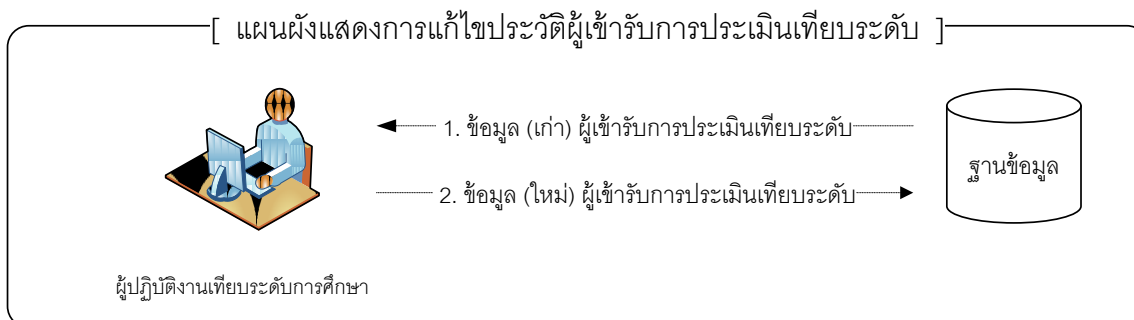 [ แผนผังแสดงการแก้ไขประวัติผู้เข้ารับการประเมินเทียบระดับ ]
1. ข้อมูล (เก่า) ผู้เข้ารับการประเมินเทียบระดับ
ฐานข้อมูล
2. ข้อมูล (ใหม่) ผู้เข้ารับการประเมินเทียบระดับ
ผู้ปฏิบัติงานเทียบระดับการศึกษา